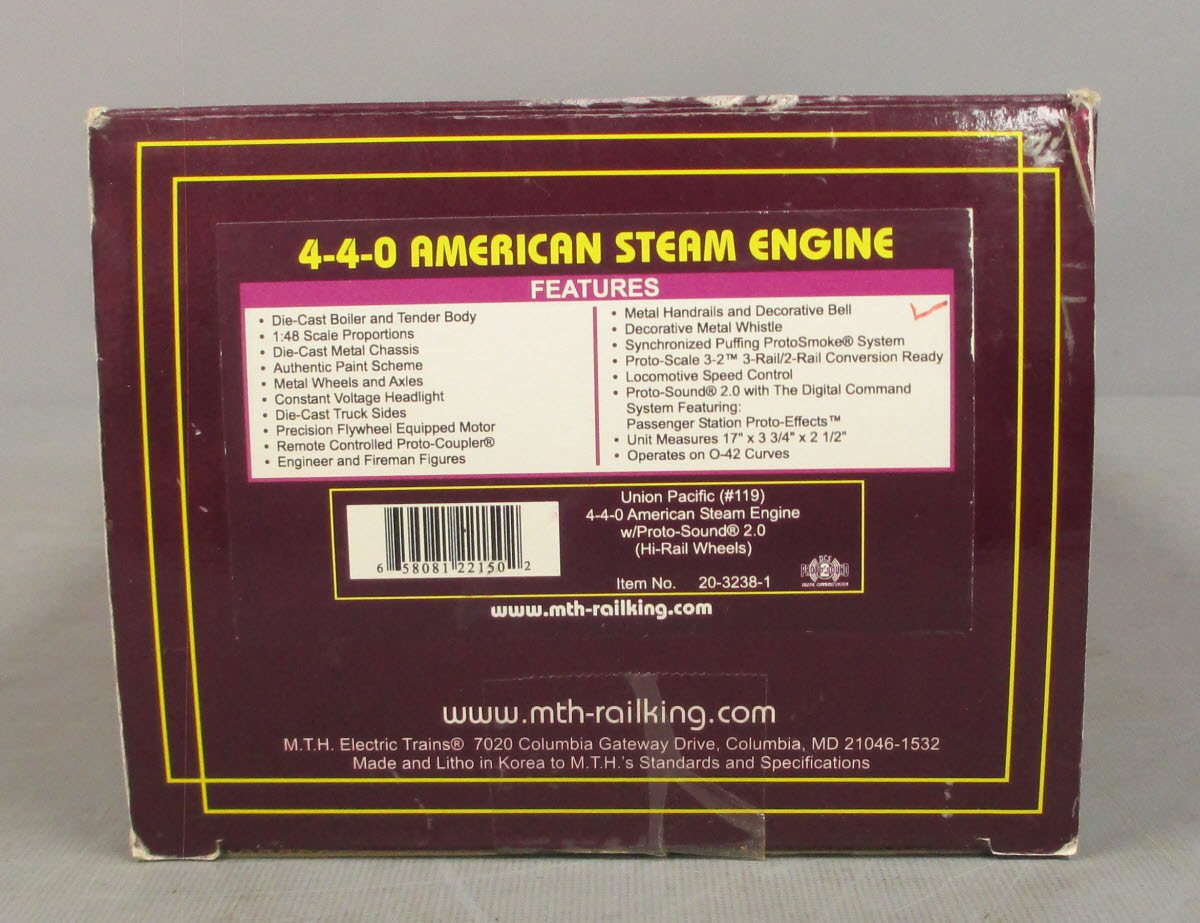 4-4-0 AMERICAN STEAM ENGINE
FEATURES
• Die-Cast Boiler and Tender Body
• 1:48 Scale Proportions
• Die-Cast Metal Chassis
• Authentic Paint Scheme
• Metal Wheels and Axles
• Constant Voltage Headlight
• Die-Cast Truck Sides
• Precision Flywheel Equipped Motor
• Remote Controlled Proto-Coupler®
• Engineer and Fireman Figures
• Metal Handrails and Decorative Bell
• Decorative Metal Whistle
• Synchronized Puffing ProtoSmoke® System
• Proto-Scale 3-2™ 3-Rail/2-Rail Conversion Ready
• Locomotive Speed Control
• Proto-Sound® 2.0 with The Digital Command
System Featuring:
Passenger Station Proto-Effects™
• Unit Measures 17" x 3 3/4" x 2 1/2"
• Operates on O-42 Curves
6 58081 22150 2
Union Pacific (#119)
4-4-0 American Steam Engine
w/Proto-Sound® 2.0
(Hi-Rail Wheels)
Item No. 20-3238-1
DCS
PROTO SOUND
2
DIGITAL COMMAND SYSTEM
www.mth-railking.com
www.mth-railking.com
M.T.H. Electric Trains® 7020 Columbia Gateway Drive, Columbia, MD 21046-1532
Made and Litho in Korea to M.T.H.'s Standards and Specifications